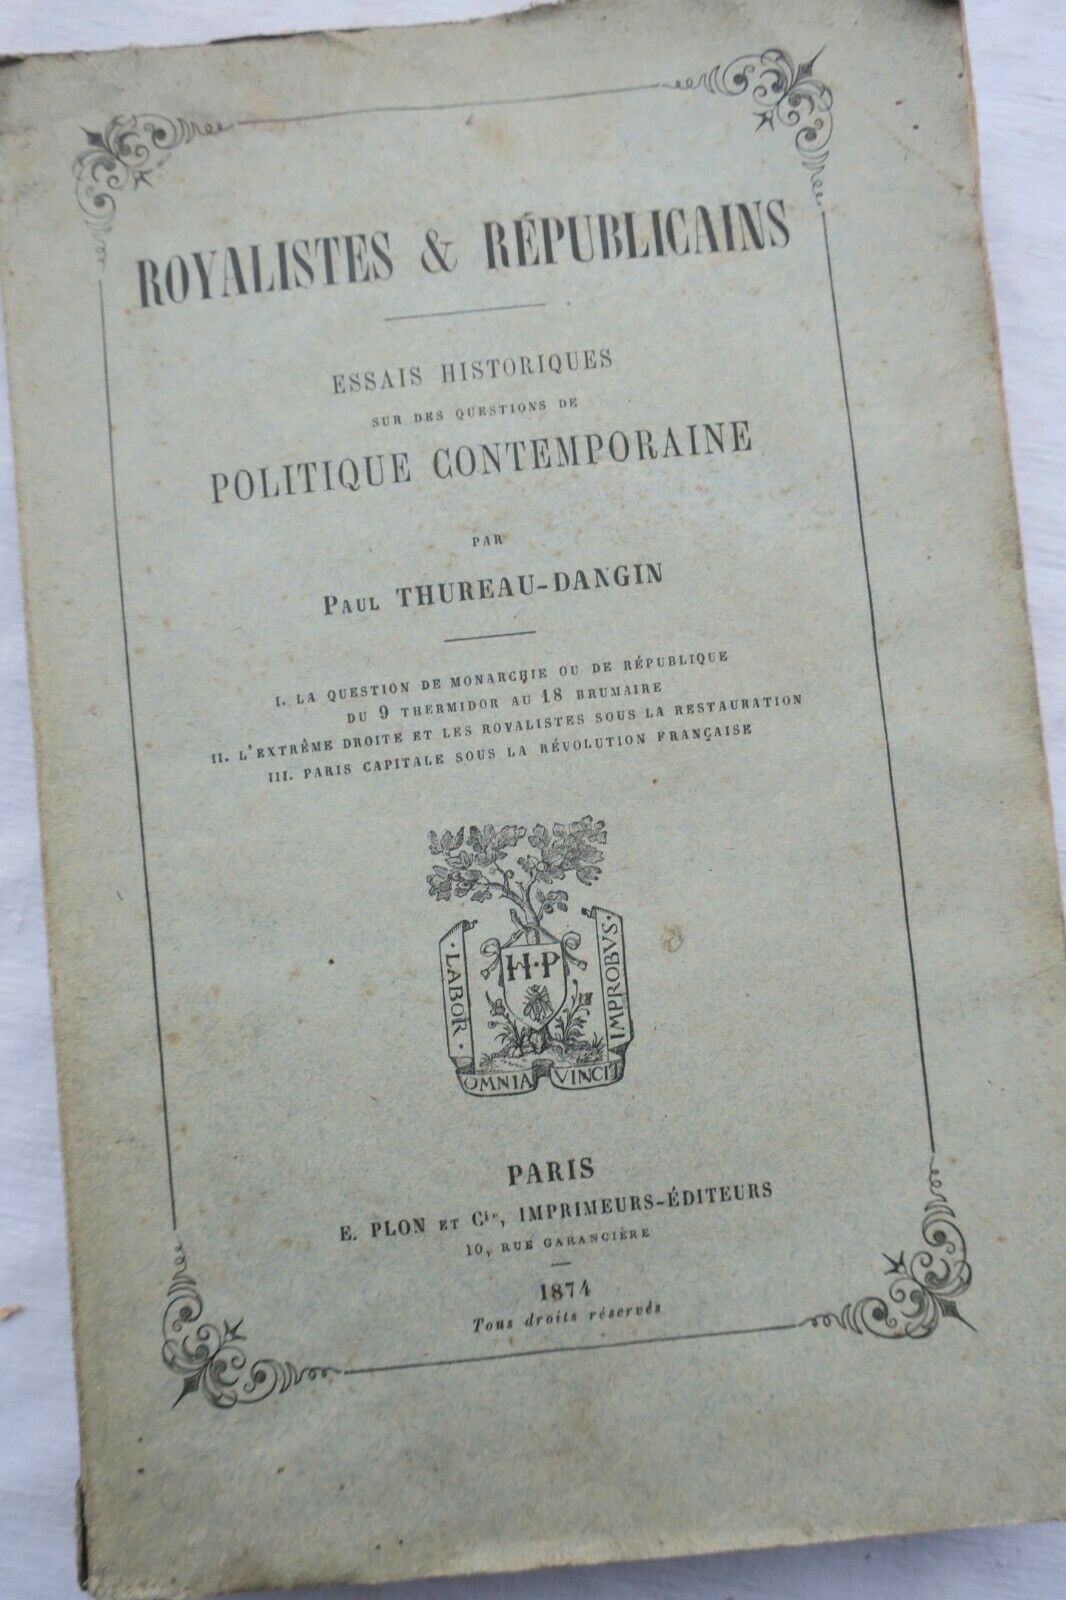 ROYALISTES & RÉPUBLICAINS
ESSAIS HISTORIQUES
SUR DES QUESTIONS DE
POLITIQUE CONTEMPORAINE
PAR
PAUL THUREAU-DANGIN
I. LA QUESTION DE MONARCHIE OU DE RÉPUBLIQUE
DU 9 THERMIDOR AU 18 BRUMAIRE
II. L'EXTRÊME DROITE ET LES ROYALISTES SOUS LA RESTAURATION
III. PARIS CAPITALE SOUS LA RÉVOLUTION FRANÇAISE
H·P
·LABOR·
IMPROBVS·
OMNIA VINCIT
PARIS
E. PLON ET Cie, IMPRIMEURS-ÉDITEURS
10, RUE GARANCIÈRE
1874
Tous droits réservés